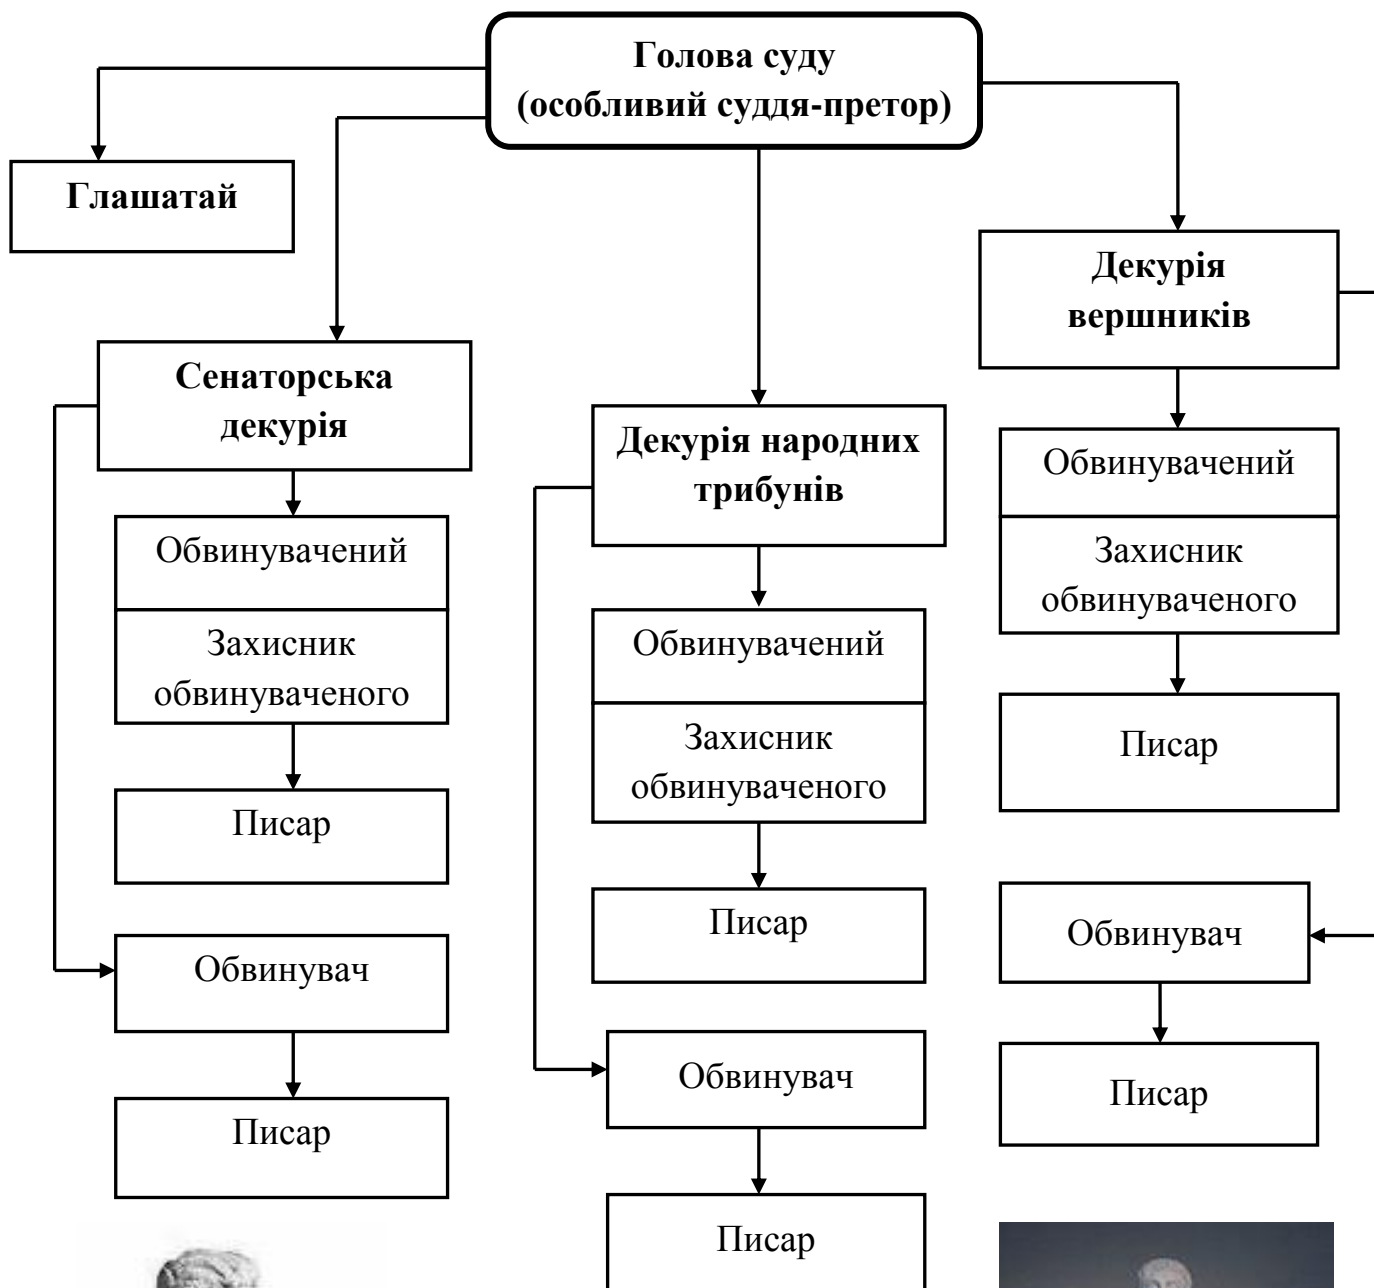 Голова суду
(особливий суддя-претор)
Глашатай
Сенаторська
декурія
Обвинувачений
Захисник
обвинуваченого
Писар
Обвинувач
Писар
Декурія народних
трибунів
Обвинувачений
Захисник
обвинуваченого
Писар
Обвинувач
Писар
Декурія
вершників
Обвинувачений
Захисник
обвинуваченого
Писар
Обвинувач
Писар